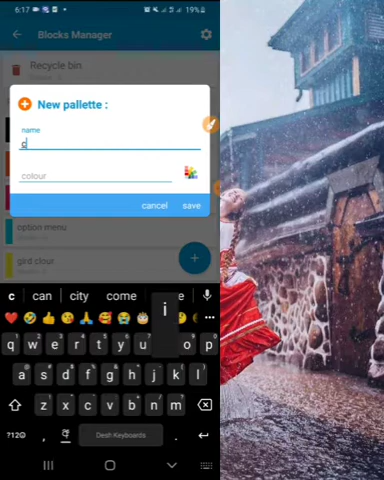 6:17
19%
Blocks Manager
Recycle bin
New pallette :
name
c
colour
cancel save
option menu
gird clour
+
c can city come e
i
q w e r t y u o p
a s d f g h j k l
z x c v b n m
?12☺ , Desh Keyboards .